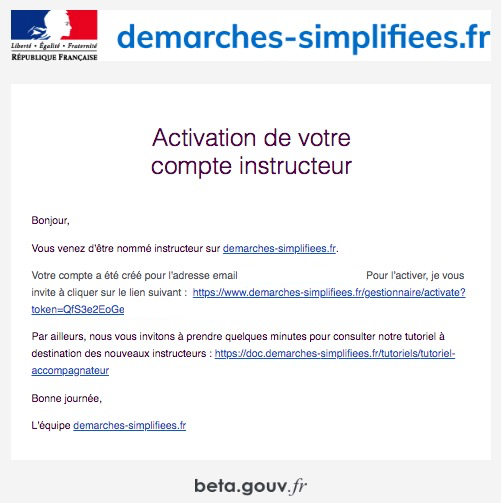 Liberté • Égalité • Fraternité
RÉPUBLIQUE FRANÇAISE
demarches-simplifiees.fr
Activation de votre
compte instructeur
Bonjour,
Vous venez d'être nommé instructeur sur demarches-simplifiees.fr.
Votre compte a été créé pour l'adresse email Pour l'activer, je vous
invite à cliquer sur le lien suivant : https://www.demarches-simplifiees.fr/gestionnaire/activate?
token=QfS3e2EoGe
Par ailleurs, nous vous invitons à prendre quelques minutes pour consulter notre tutoriel à
destination des nouveaux instructeurs : https://doc.demarches-simplifiees.fr/tutoriels/tutoriel-
accompagnateur
Bonne journée,
L'équipe demarches-simplifiees.fr
beta.gouv.fr